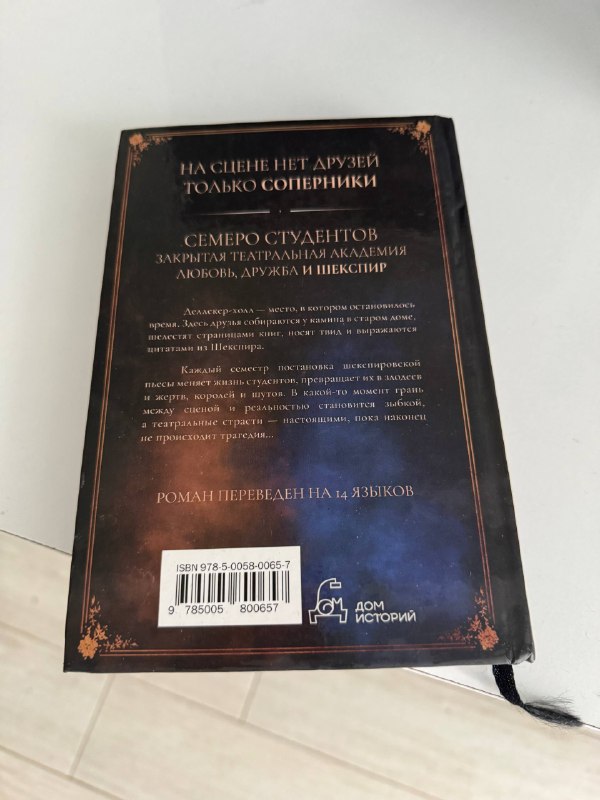 НА СЦЕНЕ НЕТ ДРУЗЕЙ
ТОЛЬКО СОПЕРНИКИ
СЕМЕРО СТУДЕНТОВ
ЗАКРЫТАЯ ТЕАТРАЛЬНАЯ АКАДЕМИЯ
ЛЮБОВЬ, ДРУЖБА И ШЕКСПИР
Деллекер-холл — место, в котором остановилось
время. Здесь друзья собираются у камина в старом доме,
шелестят страницами книг, носят твид и выражаются
цитатами из Шекспира.
Каждый семестр постановка шекспировской
пьесы меняет жизнь студентов, превращает их в злодеев
и жертв, королей и шутов. В какой-то момент грань
между сценой и реальностью становится зыбкой,
а театральные страсти — настоящими, пока наконец
не происходит трагедия...
РОМАН ПЕРЕВЕДЕН НА 14 ЯЗЫКОВ
ISBN 978-5-0058-0065-7
9 785005 800657
ДОМ
ИСТОРИЙ